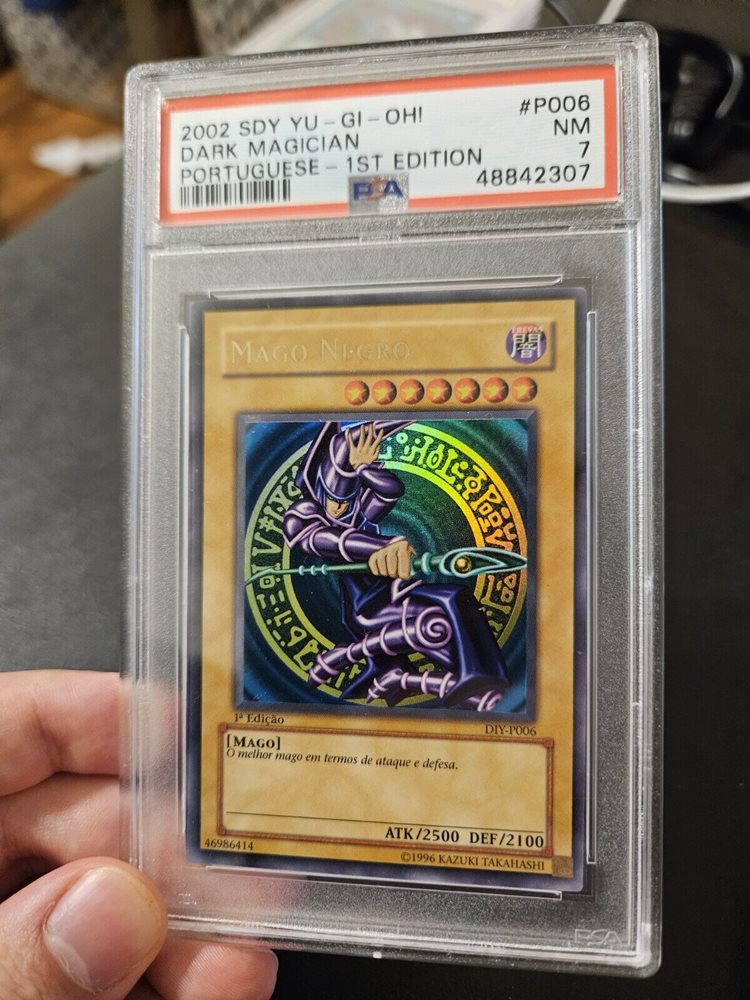 2002 SDY YU-GI-OH! #P006
DARK MAGICIAN NM
PORTUGUESE-1ST EDITION 7
PSA 48842307
MAGO NEGRO
TREVAS
闇
1ª Edição
DIY-P006
[MAGO]
O melhor mago em termos de ataque e defesa.
ATK/2500 DEF/2100
46986414
©1996 KAZUKI TAKAHASHI
PSA